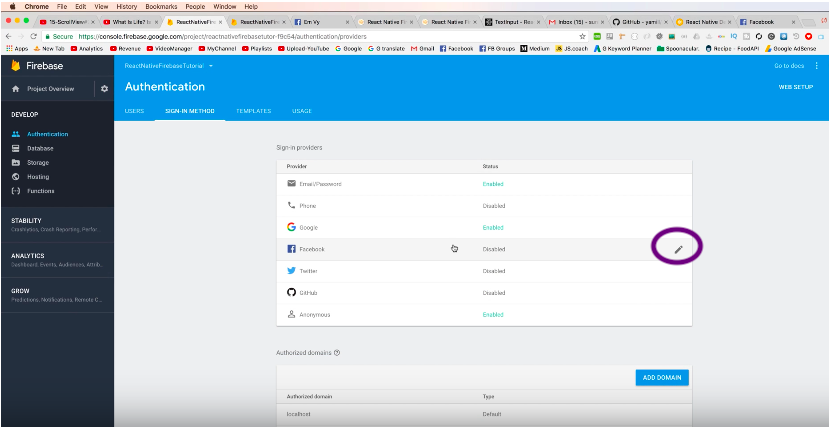 Chrome File Edit View History Bookmarks People Window Help
15-ScrollView What is Life? ReactNativeFire ReactNativeFire Em Vy React Native Fi React Native Fi TextInput - Rea Inbox (15) GitHub - yamill React Native D Facebook
Secure https://console.firebase.google.com/project/reactnativefirebasetutor-f9c54/authentication/providers
Apps New Tab Analytics Revenue VideoManager MyChannel Playlists Upload-YouTube Google G translate Gmail Facebook FB Groups Medium JS.coach G Keyword Planner Spoonacular. Recipe - FoodAPI Google AdSense
Firebase
ReactNativeFirebaseTutorial
Go to docs
Project Overview
Authentication
WEB SETUP
USERS SIGN-IN METHOD TEMPLATES USAGE
DEVELOP
Authentication
Database
Storage
Hosting
Functions
STABILITY
Crashlytics, Crash Reporting, Perfor...
ANALYTICS
Dashboard, Events, Audiences, Attrib...
GROW
Predictions, Notifications, Remote C...
Sign-in providers
Provider Status
Email/Password Enabled
Phone Disabled
Google Enabled
Facebook Disabled
Twitter Disabled
GitHub Disabled
Anonymous Enabled
Authorized domains
ADD DOMAIN
Authorized domain Type
localhost Default